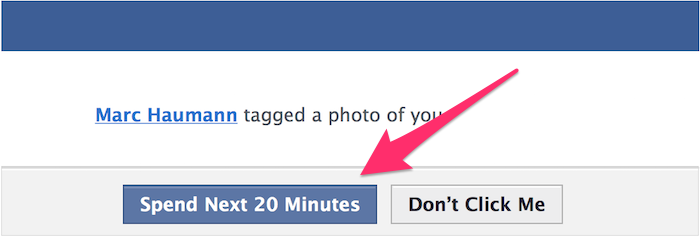 Marc Haumann tagged a photo of you
Spend Next 20 Minutes
Don't Click Me